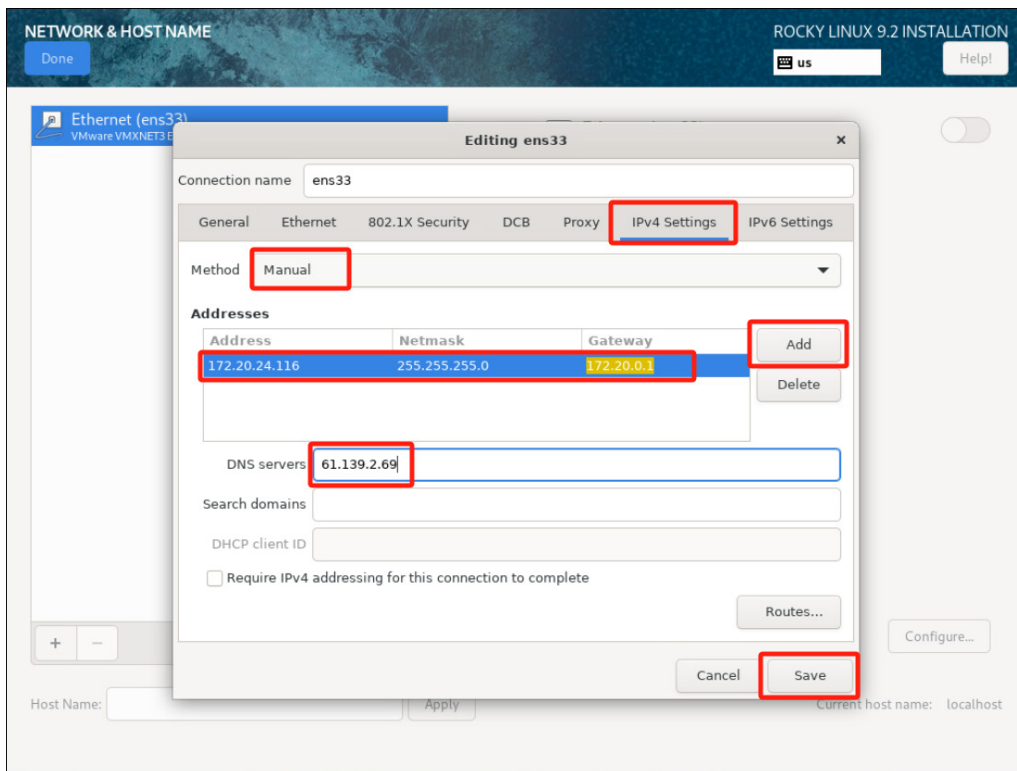 NETWORK & HOST NAME
ROCKY LINUX 9.2 INSTALLATION
Done
us
Help!
Ethernet (ens33)
VMware VMXNET3 E
Editing ens33
Connection name ens33
General Ethernet 802.1X Security DCB Proxy IPv4 Settings IPv6 Settings
Method Manual
Addresses
Address Netmask Gateway
172.20.24.116 255.255.255.0 172.20.0.1
Add
Delete
DNS servers 61.139.2.69
Search domains
DHCP client ID
Require IPv4 addressing for this connection to complete
Routes...
+ −
Configure...
Cancel Save
Host Name: Apply Current host name: localhost